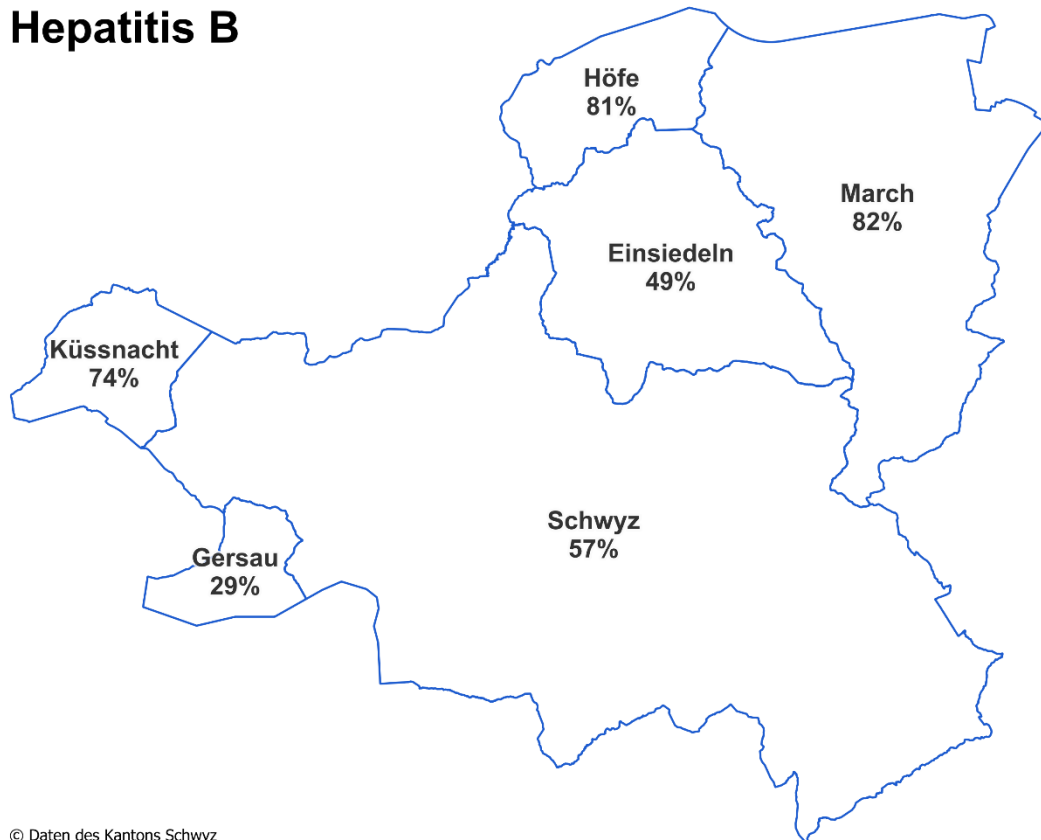 Hepatitis B
Höfe
81%
March
82%
Einsiedeln
49%
Küssnacht
74%
Schwyz
57%
Gersau
29%
© Daten des Kantons Schwyz